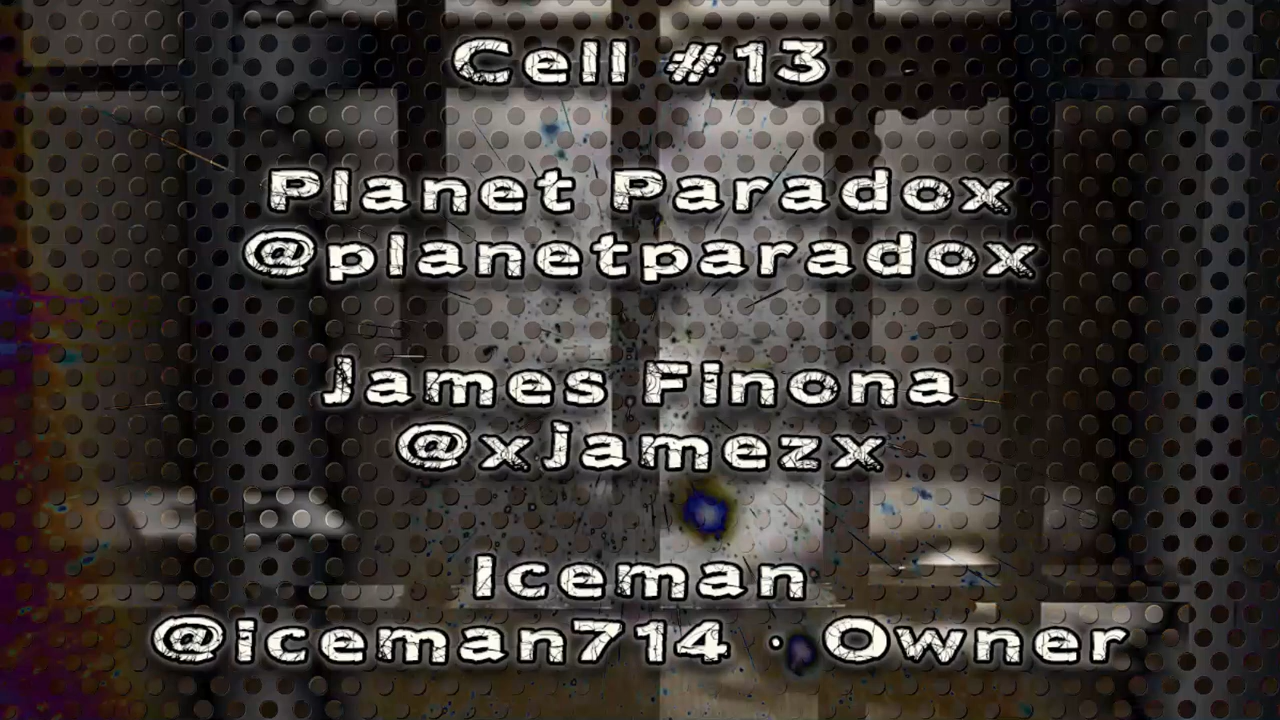 Cell #13
Planet Paradox
@planetparadox
James Finona
@xJamezx
Iceman
@iceman714 · Owner